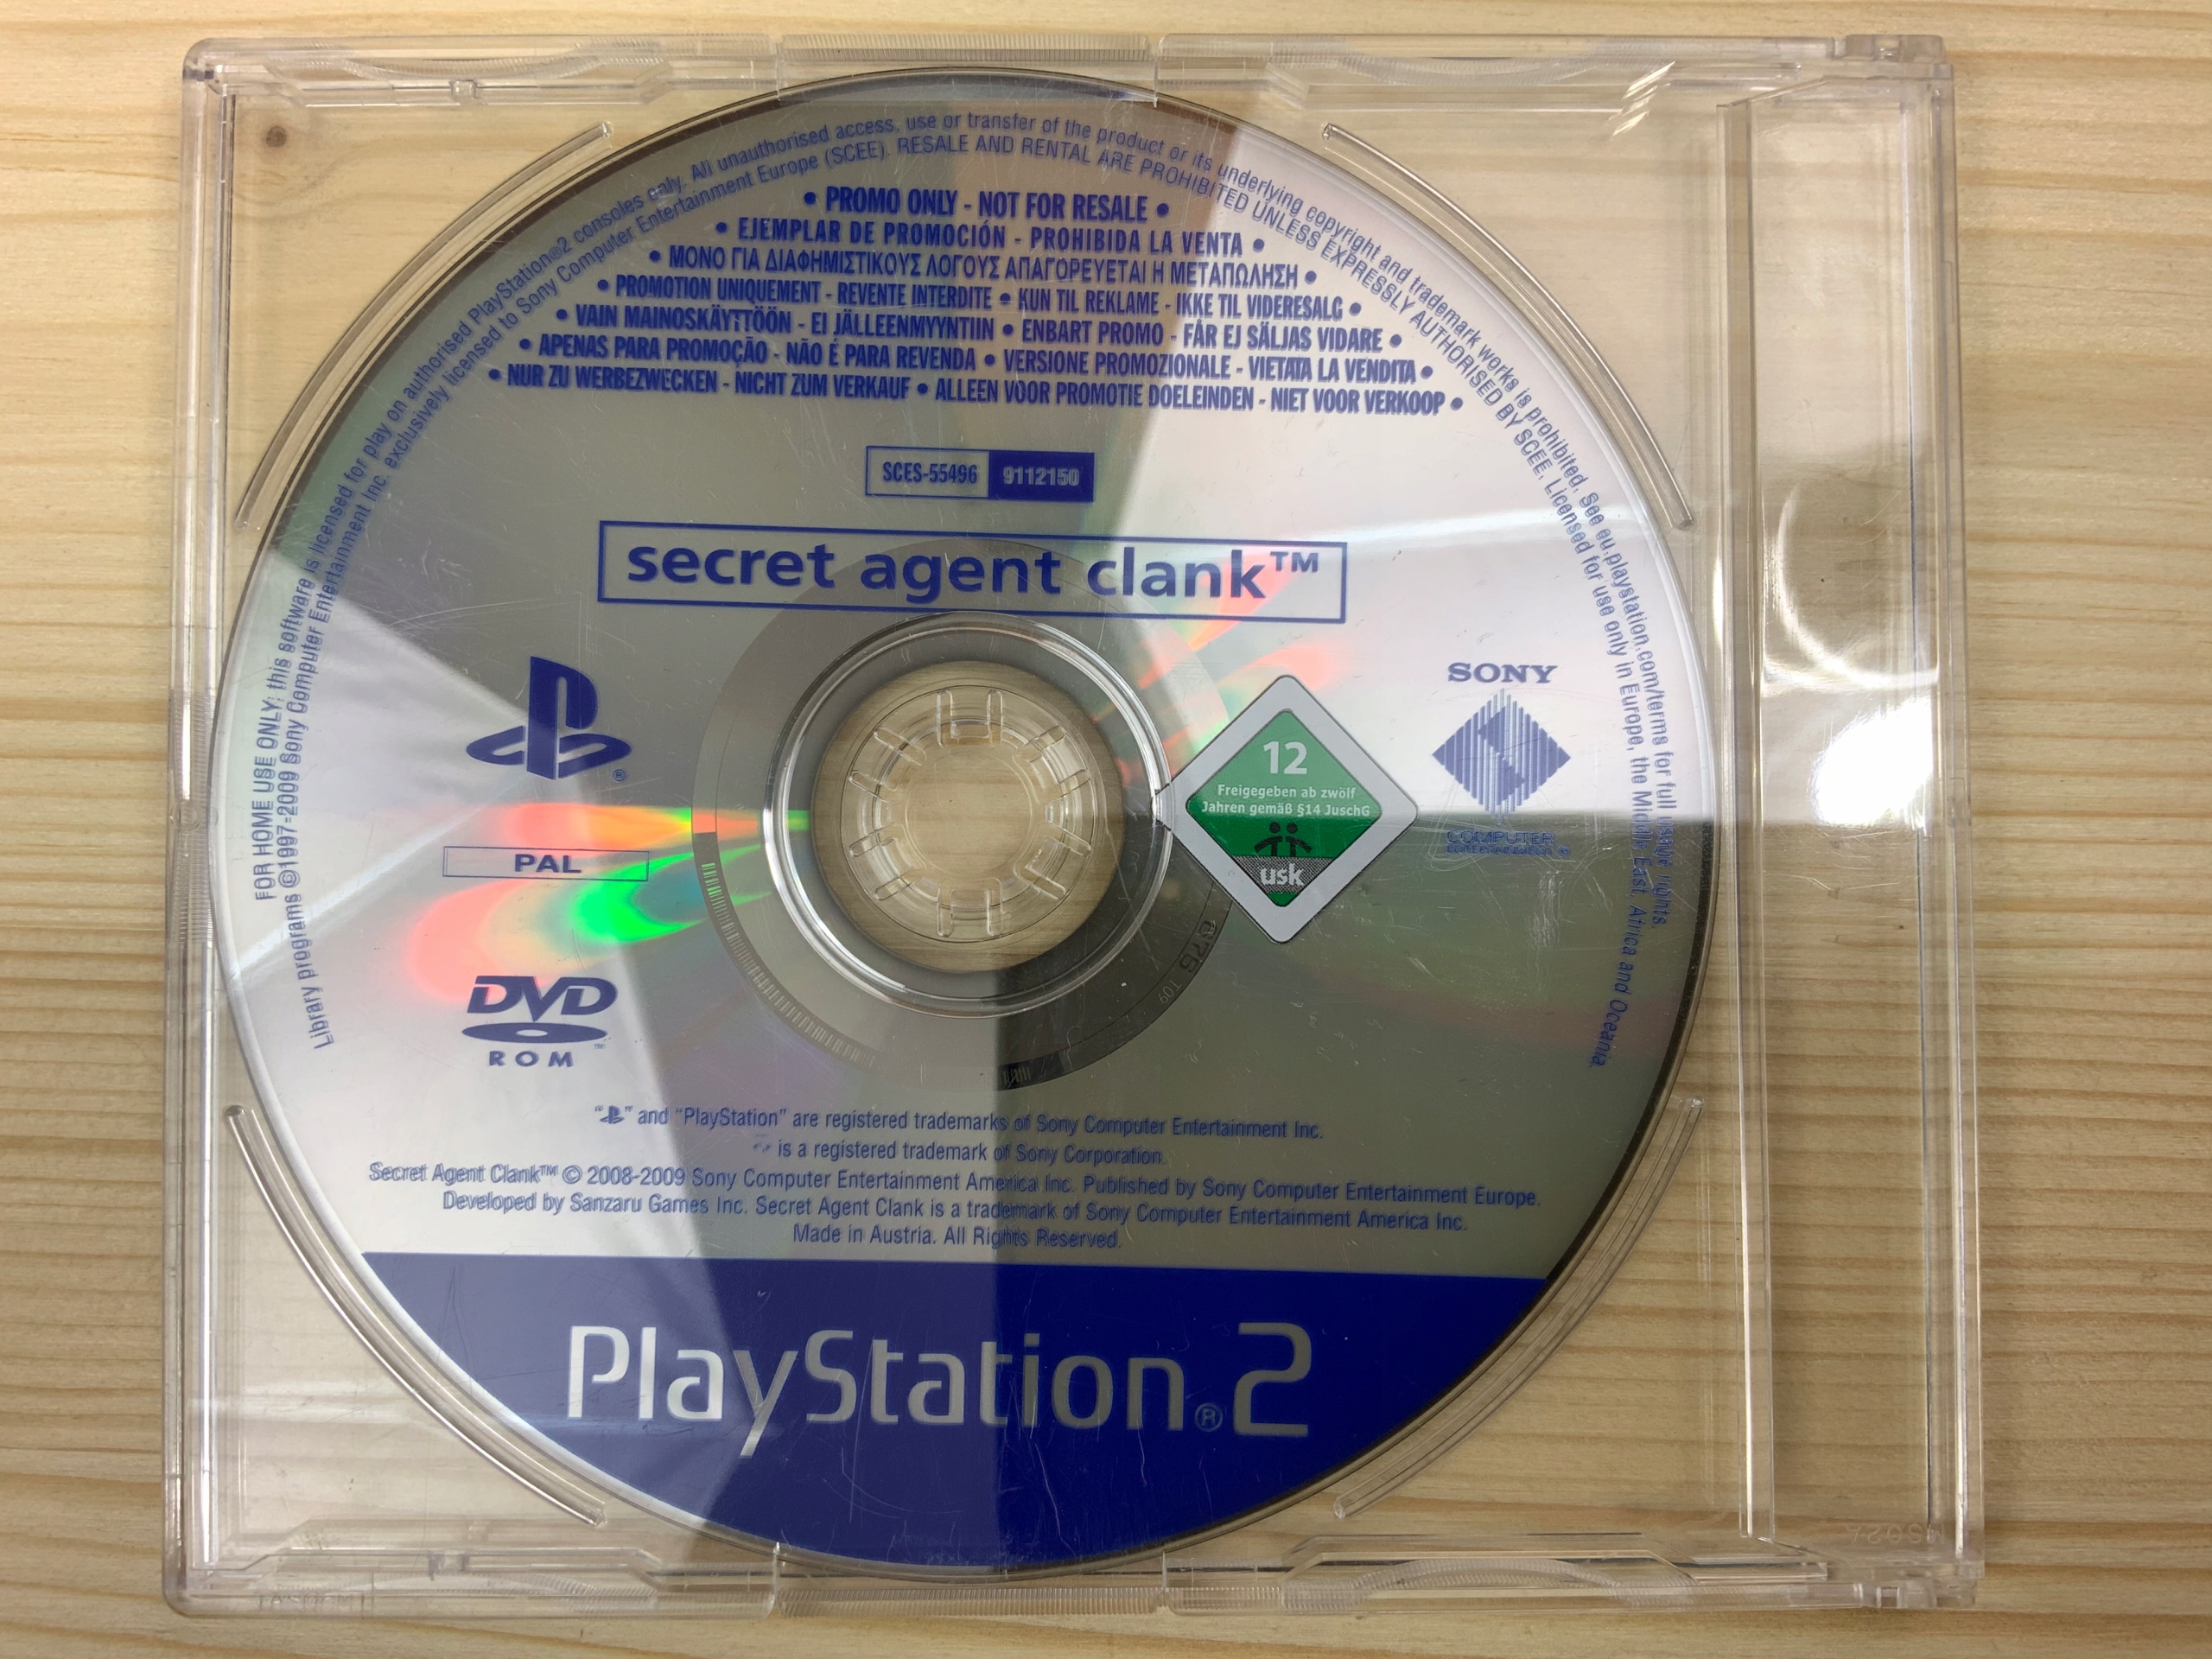 FOR HOME USE ONLY: this software is licensed for play on authorised PlayStation®2 consoles only. All unauthorised access, use or transfer of the product or its underlying copyright and trademark works is prohibited. See eu.playstation.com/terms for full usage rights.
Library programs ©1997-2009 Sony Computer Entertainment Inc. exclusively licensed to Sony Computer Entertainment Europe (SCEE). RESALE AND RENTAL ARE PROHIBITED UNLESS EXPRESSLY AUTHORISED BY SCEE. Licensed for use only in Europe, the Middle East, Africa and Oceania.
• PROMO ONLY - NOT FOR RESALE •
• EJEMPLAR DE PROMOCIÓN - PROHIBIDA LA VENTA •
• ΜΟΝΟ ΓΙΑ ΔΙΑΦΗΜΙΣΤΙΚΟΥΣ ΛΟΓΟΥΣ ΑΠΑΓΟΡΕΥΕΤΑΙ Η ΜΕΤΑΠΩΛΗΣΗ •
• PROMOTION UNIQUEMENT - REVENTE INTERDITE • KUN TIL REKLAME - IKKE TIL VIDERESALG •
• VAIN MAINOSKÄYTTÖÖN - EI JÄLLEENMYYNTIIN • ENBART PROMO - FÅR EJ SÄLJAS VIDARE •
• APENAS PARA PROMOÇÃO - NÃO É PARA REVENDA • VERSIONE PROMOZIONALE - VIETATA LA VENDITA •
• NUR ZU WERBEZWECKEN - NICHT ZUM VERKAUF • ALLEEN VOOR PROMOTIE DOELEINDEN - NIET VOOR VERKOOP •
SCES-55496 9112150
secret agent clank™
SONY
COMPUTER
ENTERTAINMENT ®
12
Freigegeben ab zwölf
Jahren gemäß §14 JuschG
usk
PAL
DVD
ROM
"PS" and "PlayStation" are registered trademarks of Sony Computer Entertainment Inc.
is a registered trademark of Sony Corporation.
Secret Agent Clank™ © 2008-2009 Sony Computer Entertainment America Inc. Published by Sony Computer Entertainment Europe.
Developed by Sanzaru Games Inc. Secret Agent Clank is a trademark of Sony Computer Entertainment America Inc.
Made in Austria. All Rights Reserved.
PlayStation®2